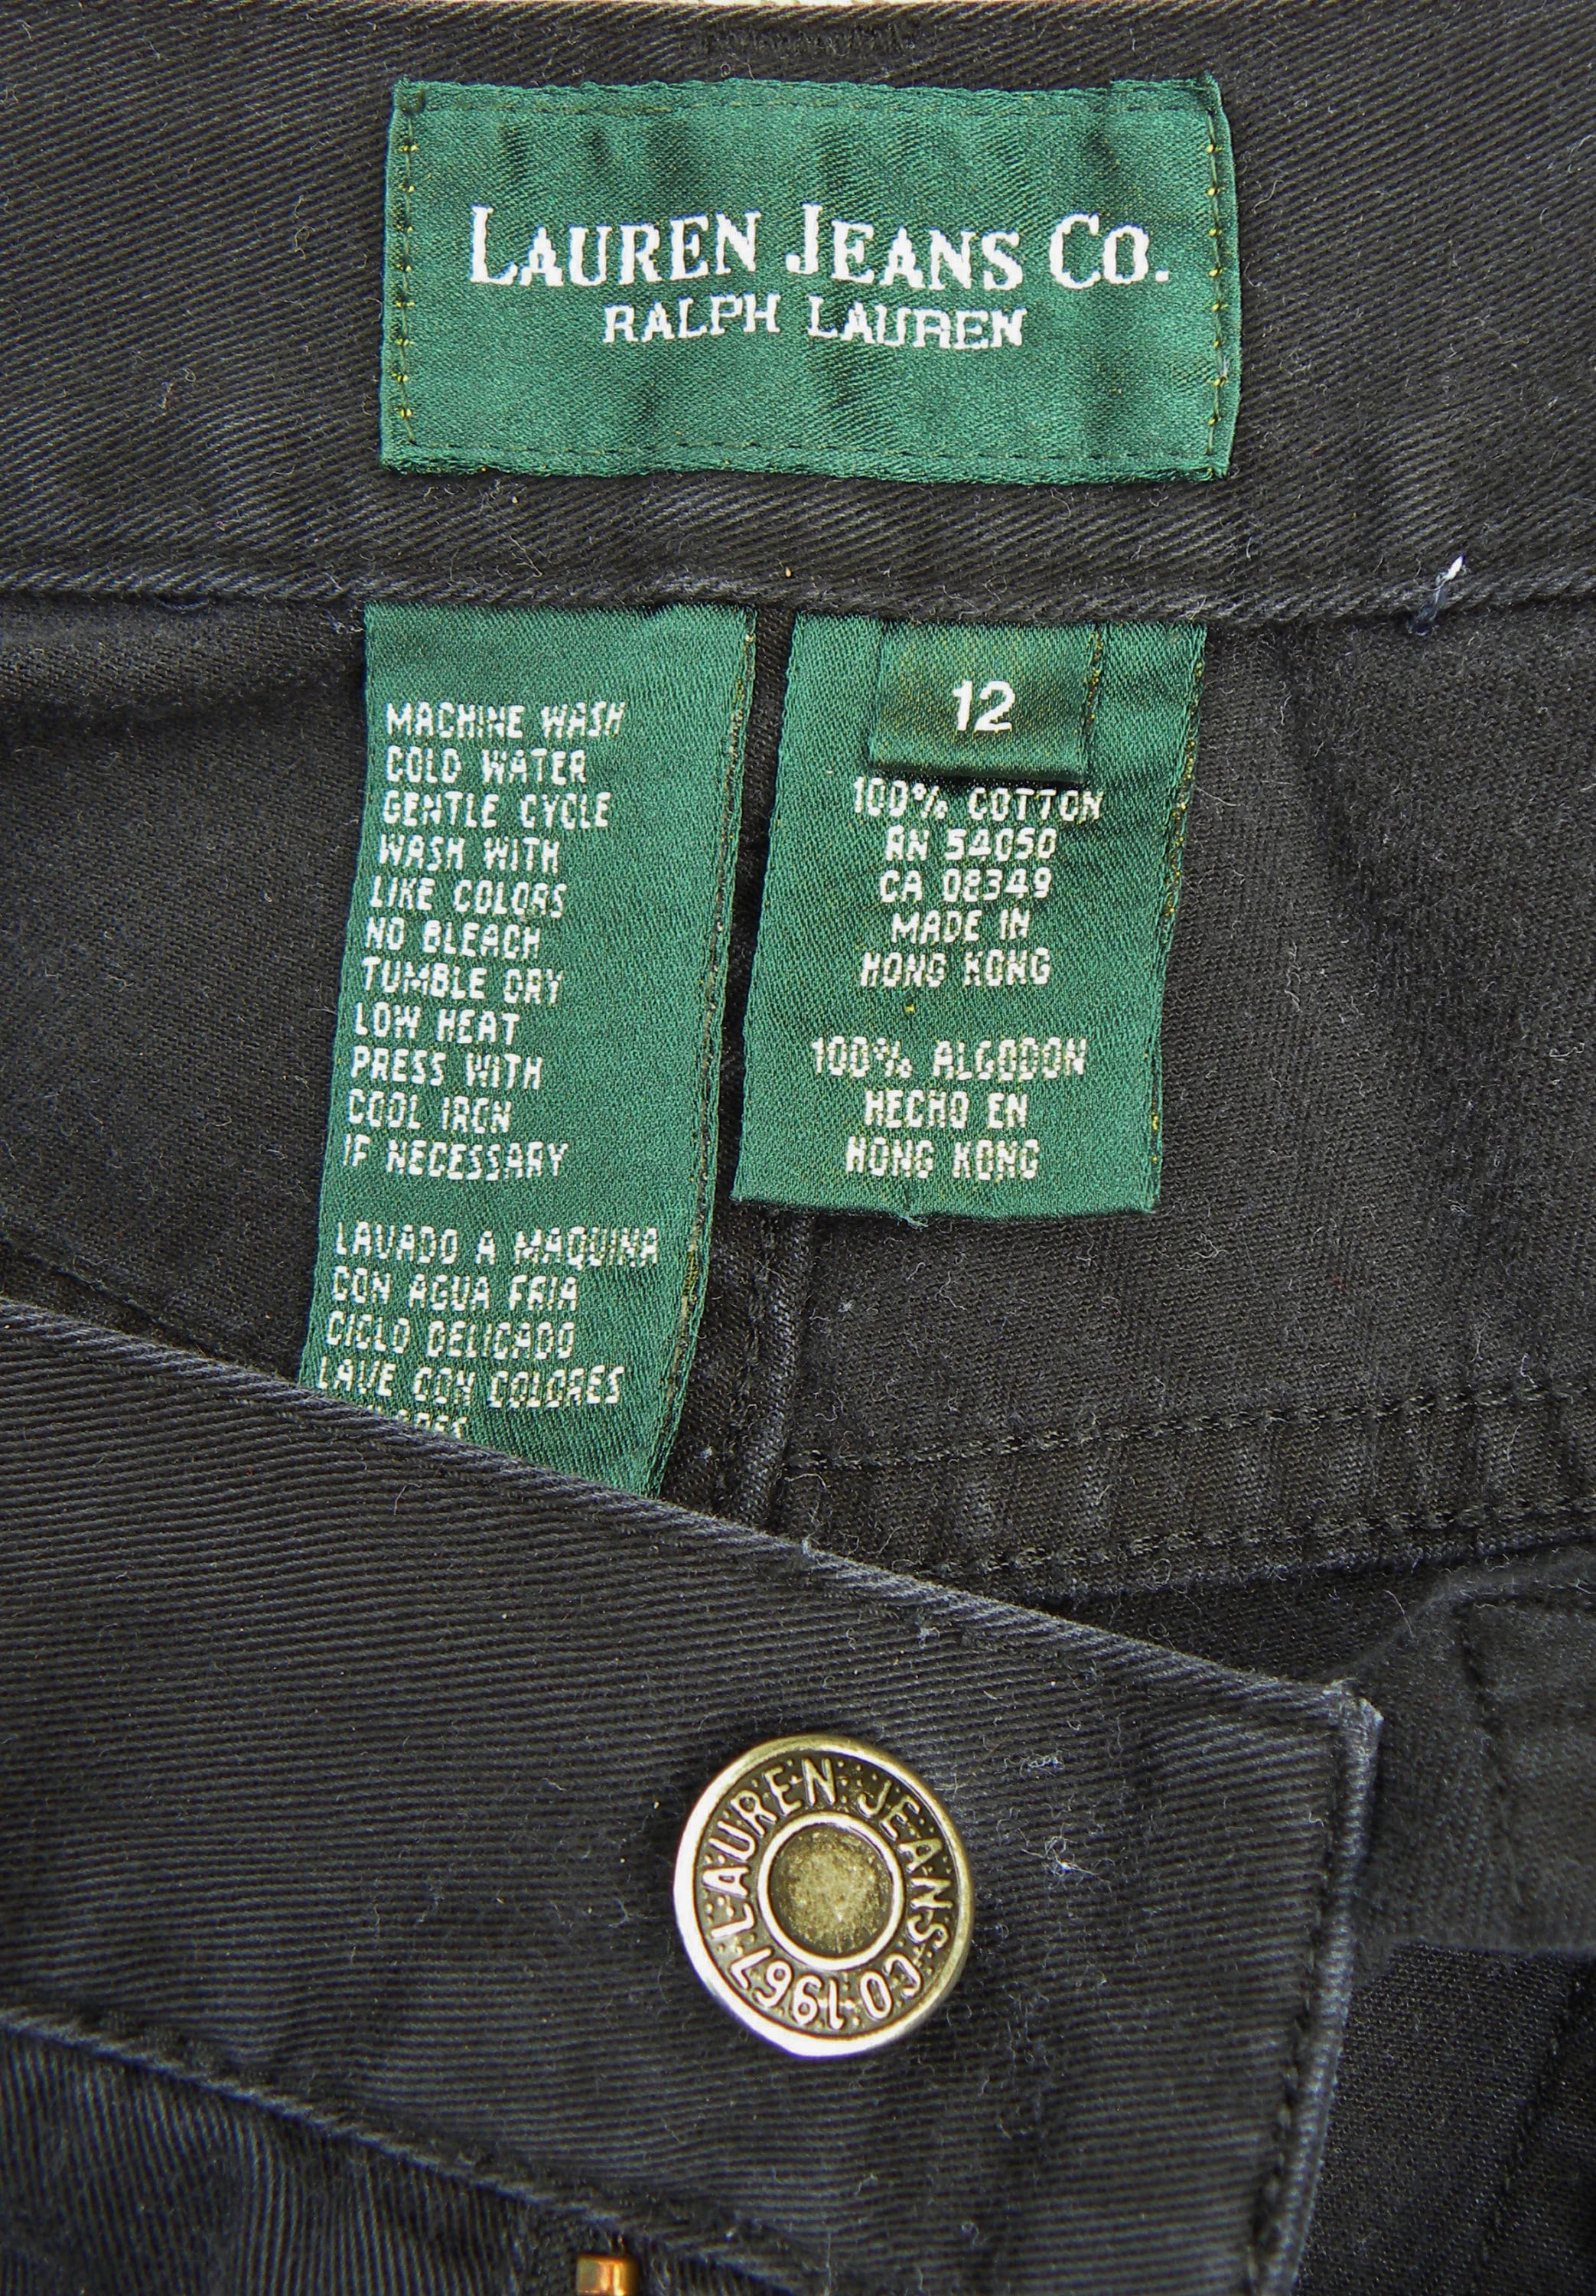 LAUREN JEANS CO.
RALPH LAUREN
MACHINE WASH
COLD WATER
GENTLE CYCLE
WASH WITH
LIKE COLORS
NO BLEACH
TUMBLE DRY
LOW HEAT
PRESS WITH
COOL IRON
IF NECESSARY
LAVADO A MAQUINA
CON AGUA FRIA
CICLO DELICADO
LAVE CON COLORES
12
100% COTTON
RN 54050
CA 08349
MADE IN
HONG KONG
100% ALGODON
HECHO EN
HONG KONG
LAUREN JEANS CO 1967